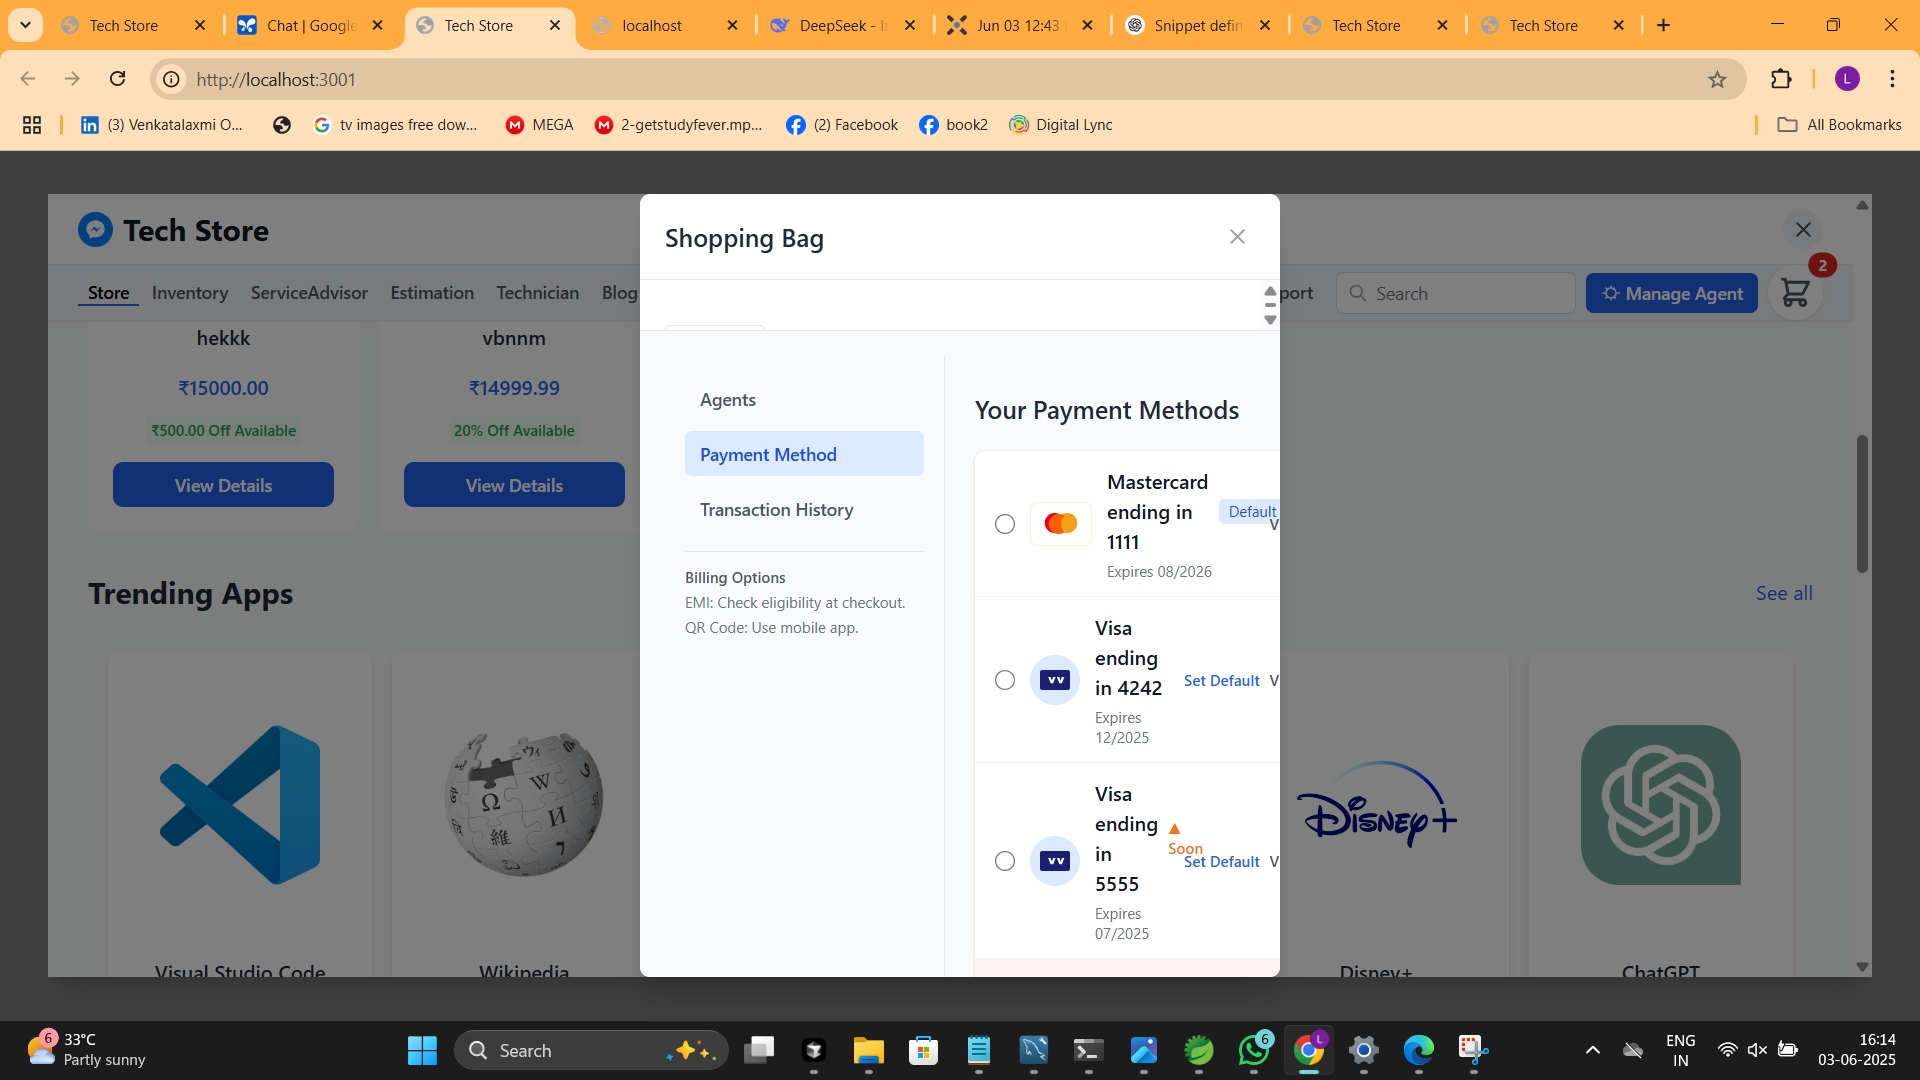 Tech Store
Chat | Google
Tech Store
localhost
DeepSeek - In
Jun 03 12:43
Snippet defin
Tech Store
Tech Store
http://localhost:3001
L
(3) Venkatalaxmi O...
tv images free dow...
MEGA
2-getstudyfever.mp...
(2) Facebook
book2
Digital Lync
All Bookmarks
Tech Store
Store
Inventory
ServiceAdvisor
Estimation
Technician
Blog
port
Search
Manage Agent
2
hekkk
₹15000.00
₹500.00 Off Available
View Details
vbnnm
₹14999.99
20% Off Available
View Details
Trending Apps
See all
Visual Studio Code
Wikipedia
Disney+
Disney+
ChatGPT
Shopping Bag
Agents
Payment Method
Transaction History
Billing Options
EMI: Check eligibility at checkout.
QR Code: Use mobile app.
Your Payment Methods
Mastercard
ending in
1111
Default
V
Expires 08/2026
Visa
ending
in 4242
Set Default
V
Expires
12/2025
Visa
ending
in
5555
Soon
Set Default
V
Expires
07/2025
6
33°C
Partly sunny
Search
6
L
ENG
IN
16:14
03-06-2025